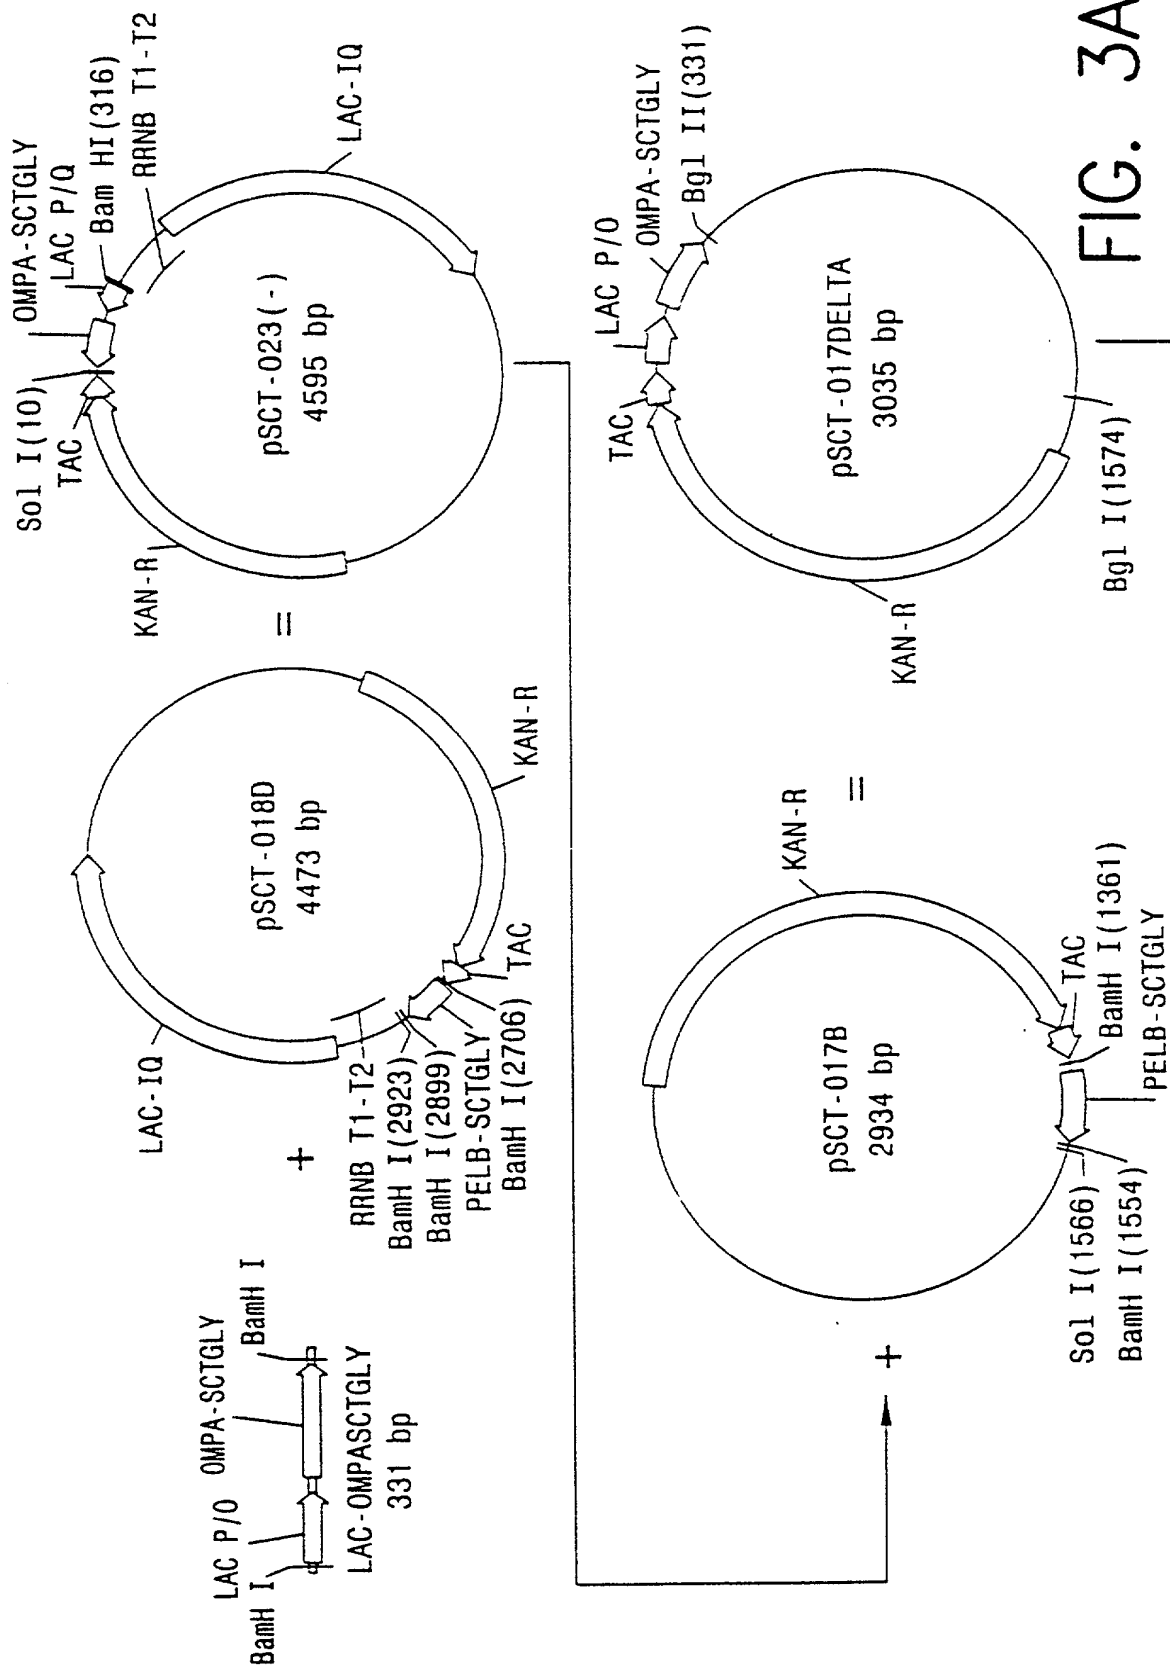 LAC P/O
OMPA-SCTGLY
BamH I
BamH I
LAC-OMPASCTGLY
331 bp
+
LAC-IQ
pSCT-018D
4473 bp
RRNB T1-T2
BamH I(2923)
BamH I(2899)
PELB-SCTGLY
BamH I(2706)
TAC
KAN-R
=
Sol I(10)
TAC
KAN-R
OMPA-SCTGLY
LAC P/Q
Bam HI(316)
RRNB T1-T2
LAC-IQ
pSCT-023(-)
4595 bp
+
pSCT-017B
2934 bp
KAN-R
TAC
BamH I(1361)
PELB-SCTGLY
Sol I(1566)
BamH I(1554)
=
TAC
LAC P/O
OMPA-SCTGLY
Bgl II(331)
pSCT-017DELTA
3035 bp
KAN-R
Bgl I(1574)
FIG. 3A